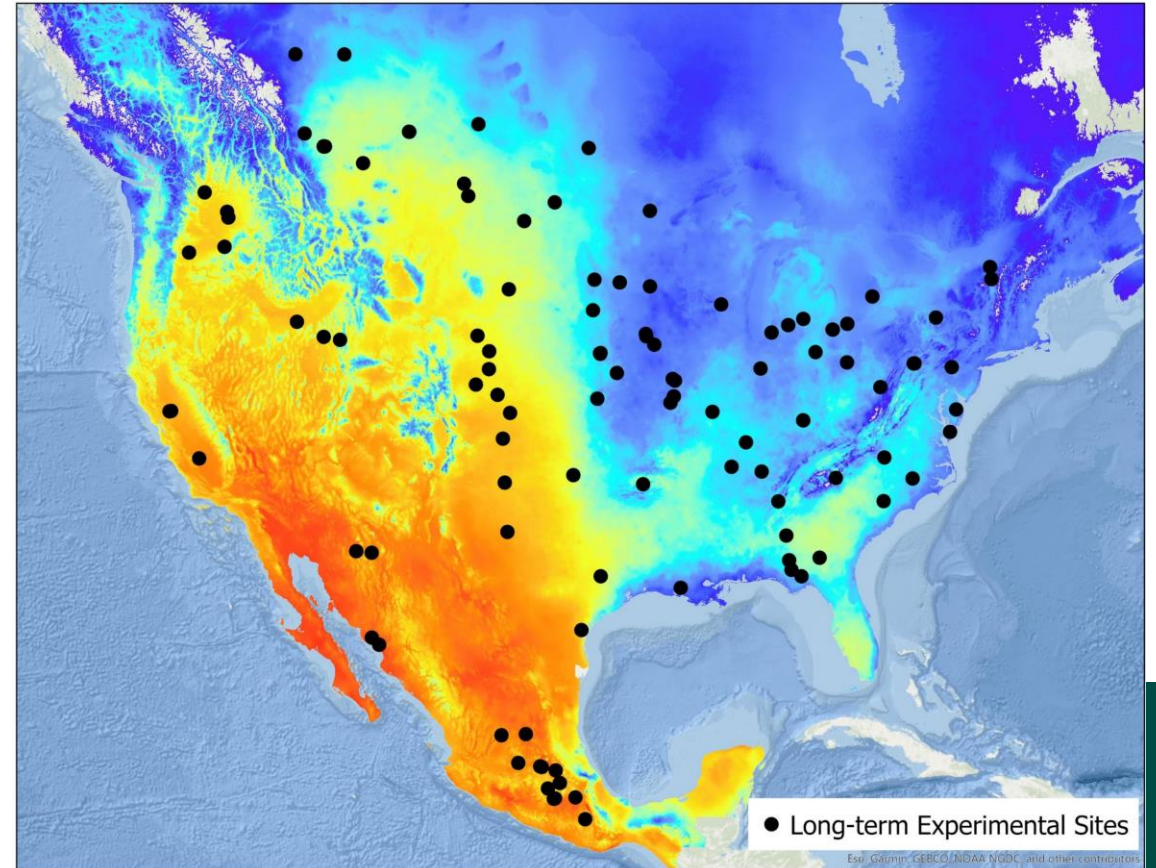 Long-term Experimental Sites
Esri, Garmin, GEBCO, NOAA NGDC, and other contributors